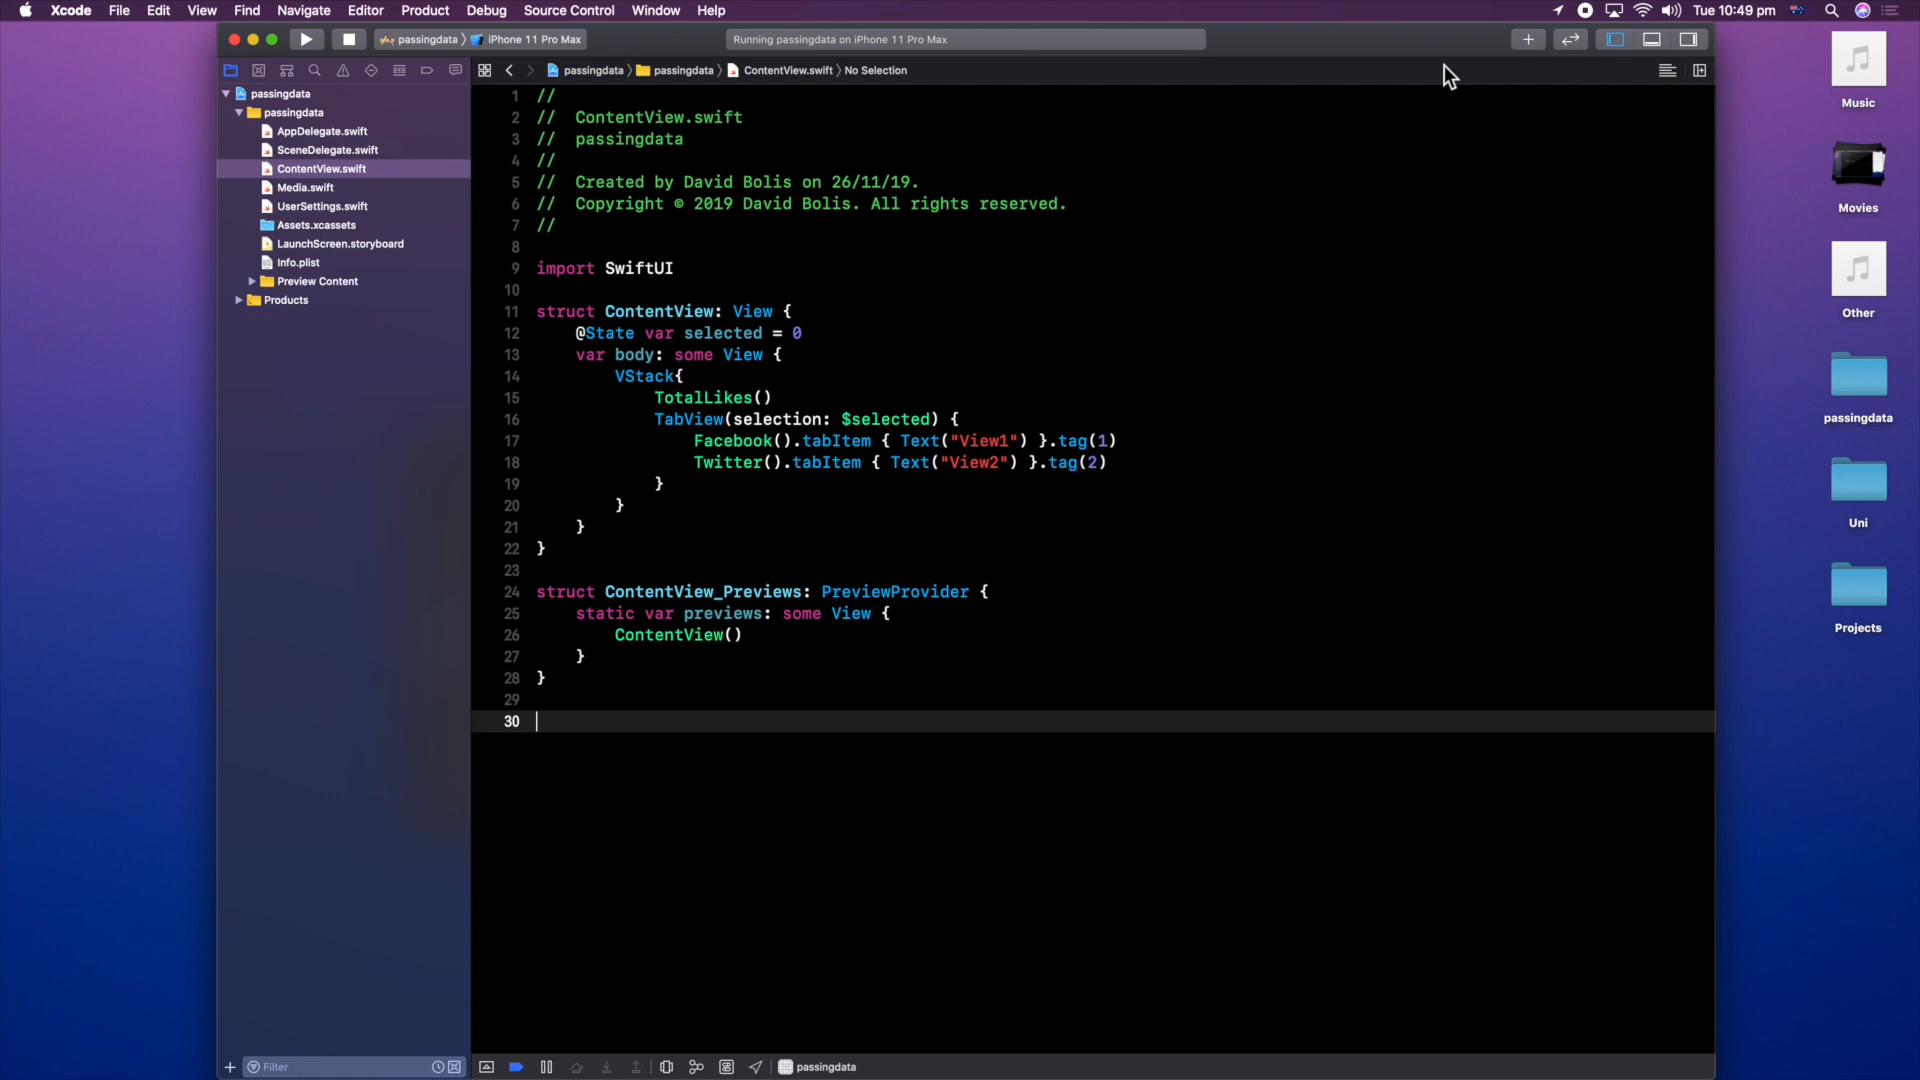 Xcode File Edit View Find Navigate Editor Product Debug Source Control Window Help Tue 10:49 pm
passingdata iPhone 11 Pro Max Running passingdata on iPhone 11 Pro Max
passingdata passingdata ContentView.swift No Selection
passingdata
passingdata
AppDelegate.swift
SceneDelegate.swift
ContentView.swift
Media.swift
UserSettings.swift
Assets.xcassets
LaunchScreen.storyboard
Info.plist
Preview Content
Products
1 //
2 // ContentView.swift
3 // passingdata
4 //
5 // Created by David Bolis on 26/11/19.
6 // Copyright © 2019 David Bolis. All rights reserved.
7 //
8
9 import SwiftUI
10
11 struct ContentView: View {
12 @State var selected = 0
13 var body: some View {
14 VStack{
15 TotalLikes()
16 TabView(selection: $selected) {
17 Facebook().tabItem { Text("View1") }.tag(1)
18 Twitter().tabItem { Text("View2") }.tag(2)
19 }
20 }
21 }
22 }
23
24 struct ContentView_Previews: PreviewProvider {
25 static var previews: some View {
26 ContentView()
27 }
28 }
29
30
Music
Movies
Other
passingdata
Uni
Projects
Filter
passingdata